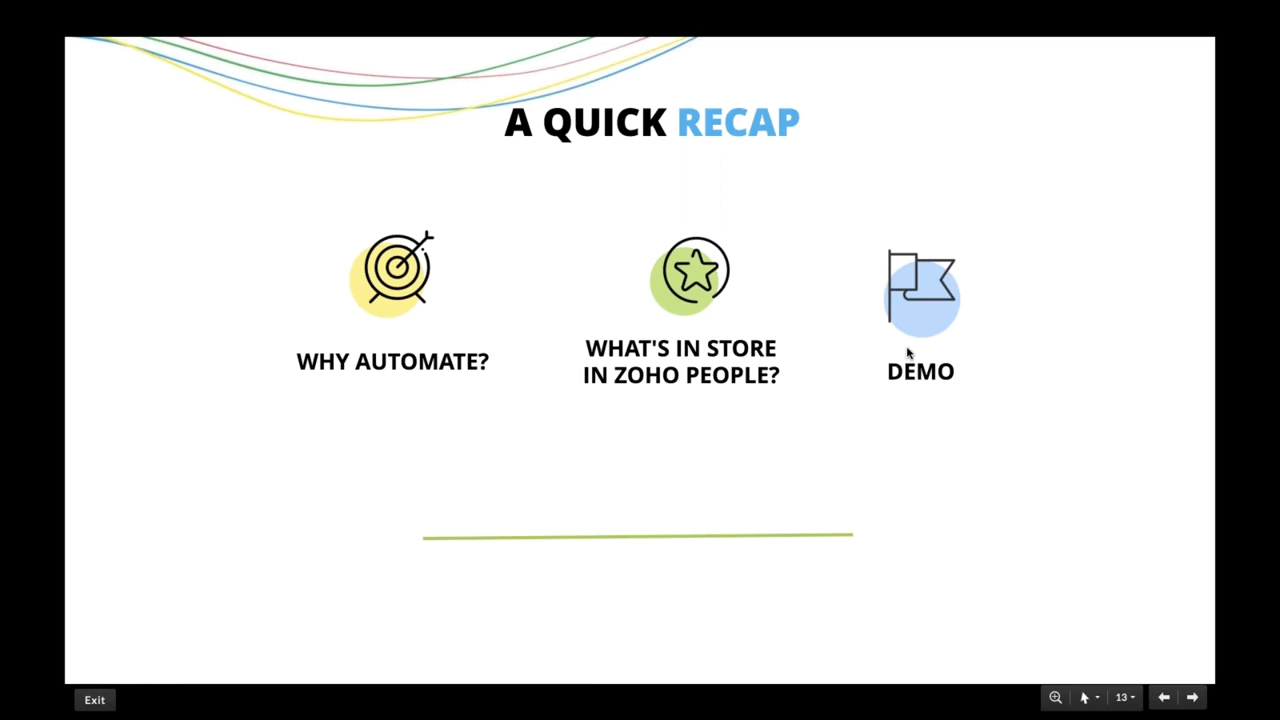 A QUICK RECAP
WHY AUTOMATE?
WHAT'S IN STORE
IN ZOHO PEOPLE?
DEMO
Exit
13